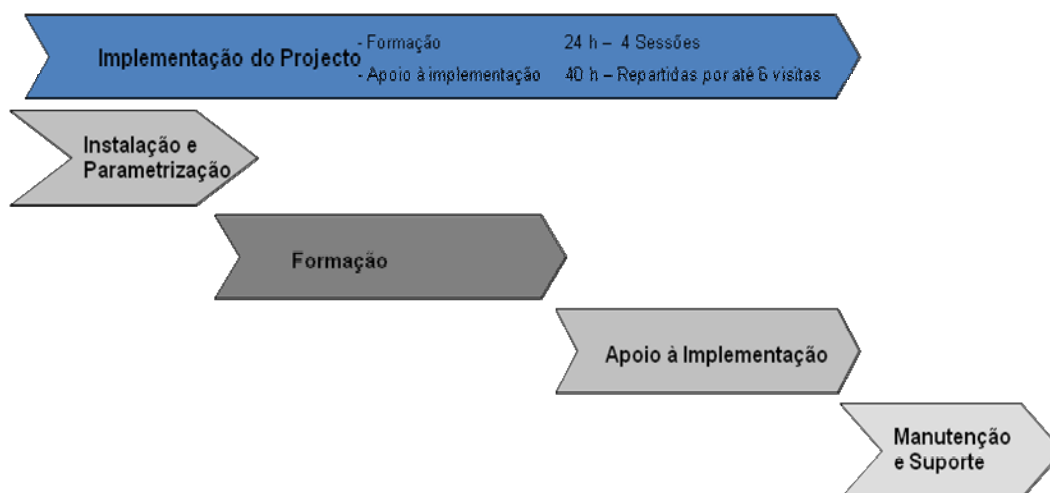 Implementação do Projecto
- Formação 24 h – 4 Sessões
- Apoio à implementação 40 h – Repartidas por até 6 visitas
Instalação e
Parametrização
Formação
Apoio à Implementação
Manutenção
e Suporte